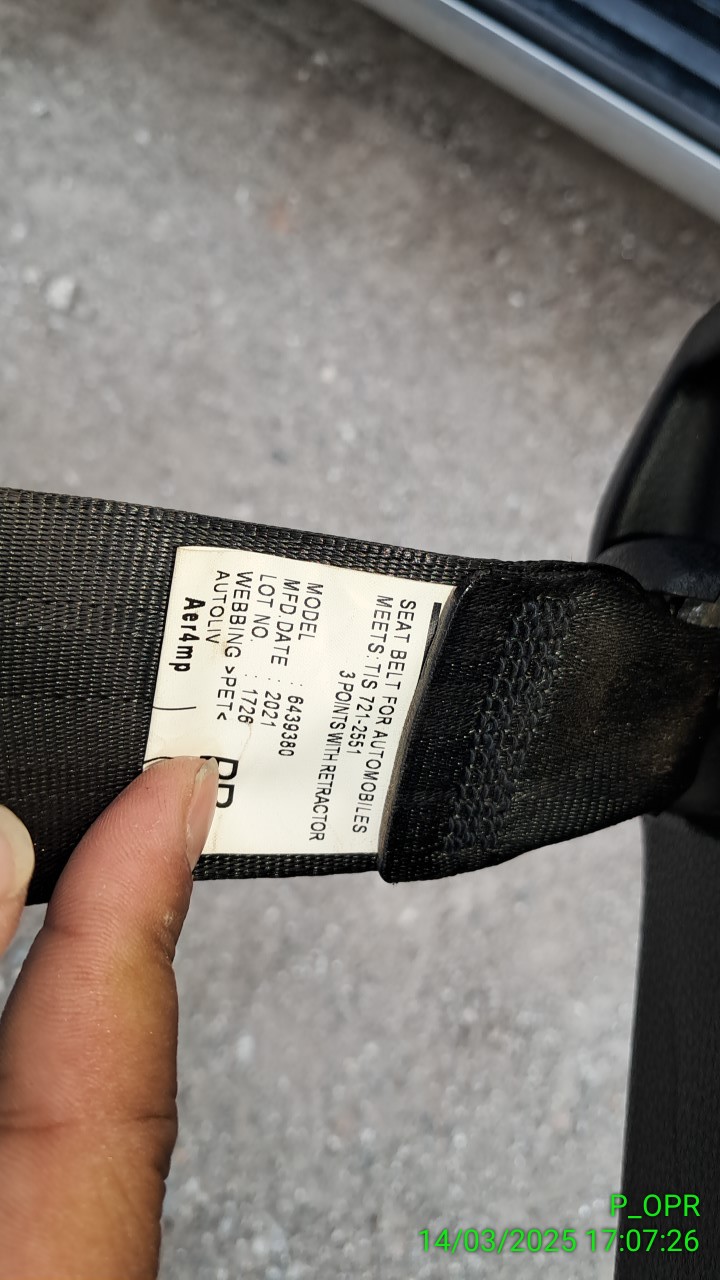 SEAT BELT FOR AUTOMOBILES
MEETS: TIS 721-2551
3 POINTS WITH RETRACTOR
MODEL : 6439380
MFD.DATE : 2021
LOT NO. : 1726
WEBBING >PET<
AUTOLIV
Aer4mp
P_OPR
14/03/2025 17:07:26